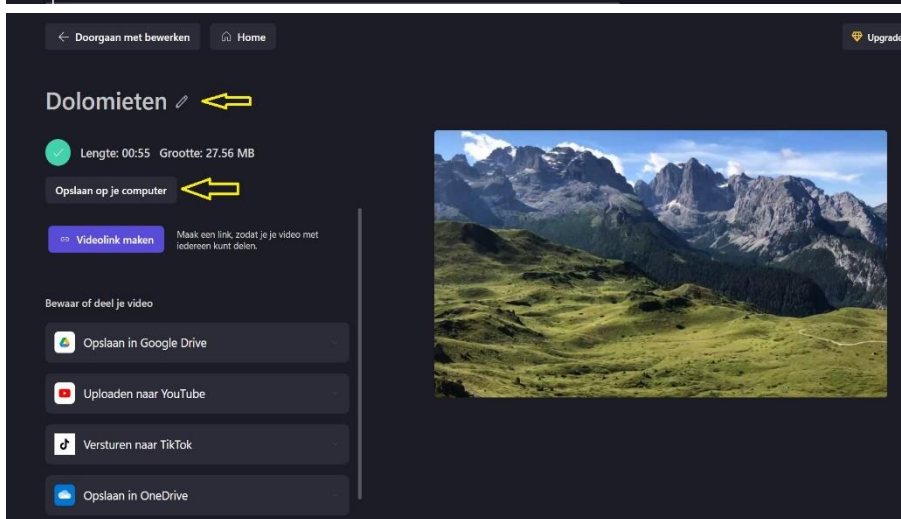 Doorgaan met bewerken
Home
Upgrade
Dolomieten
Lengte: 00:55 Grootte: 27.56 MB
Opslaan op je computer
Videolink maken
Maak een link, zodat je je video met
iedereen kunt delen.
Bewaar of deel je video
Opslaan in Google Drive
Uploaden naar YouTube
Versturen naar TikTok
Opslaan in OneDrive